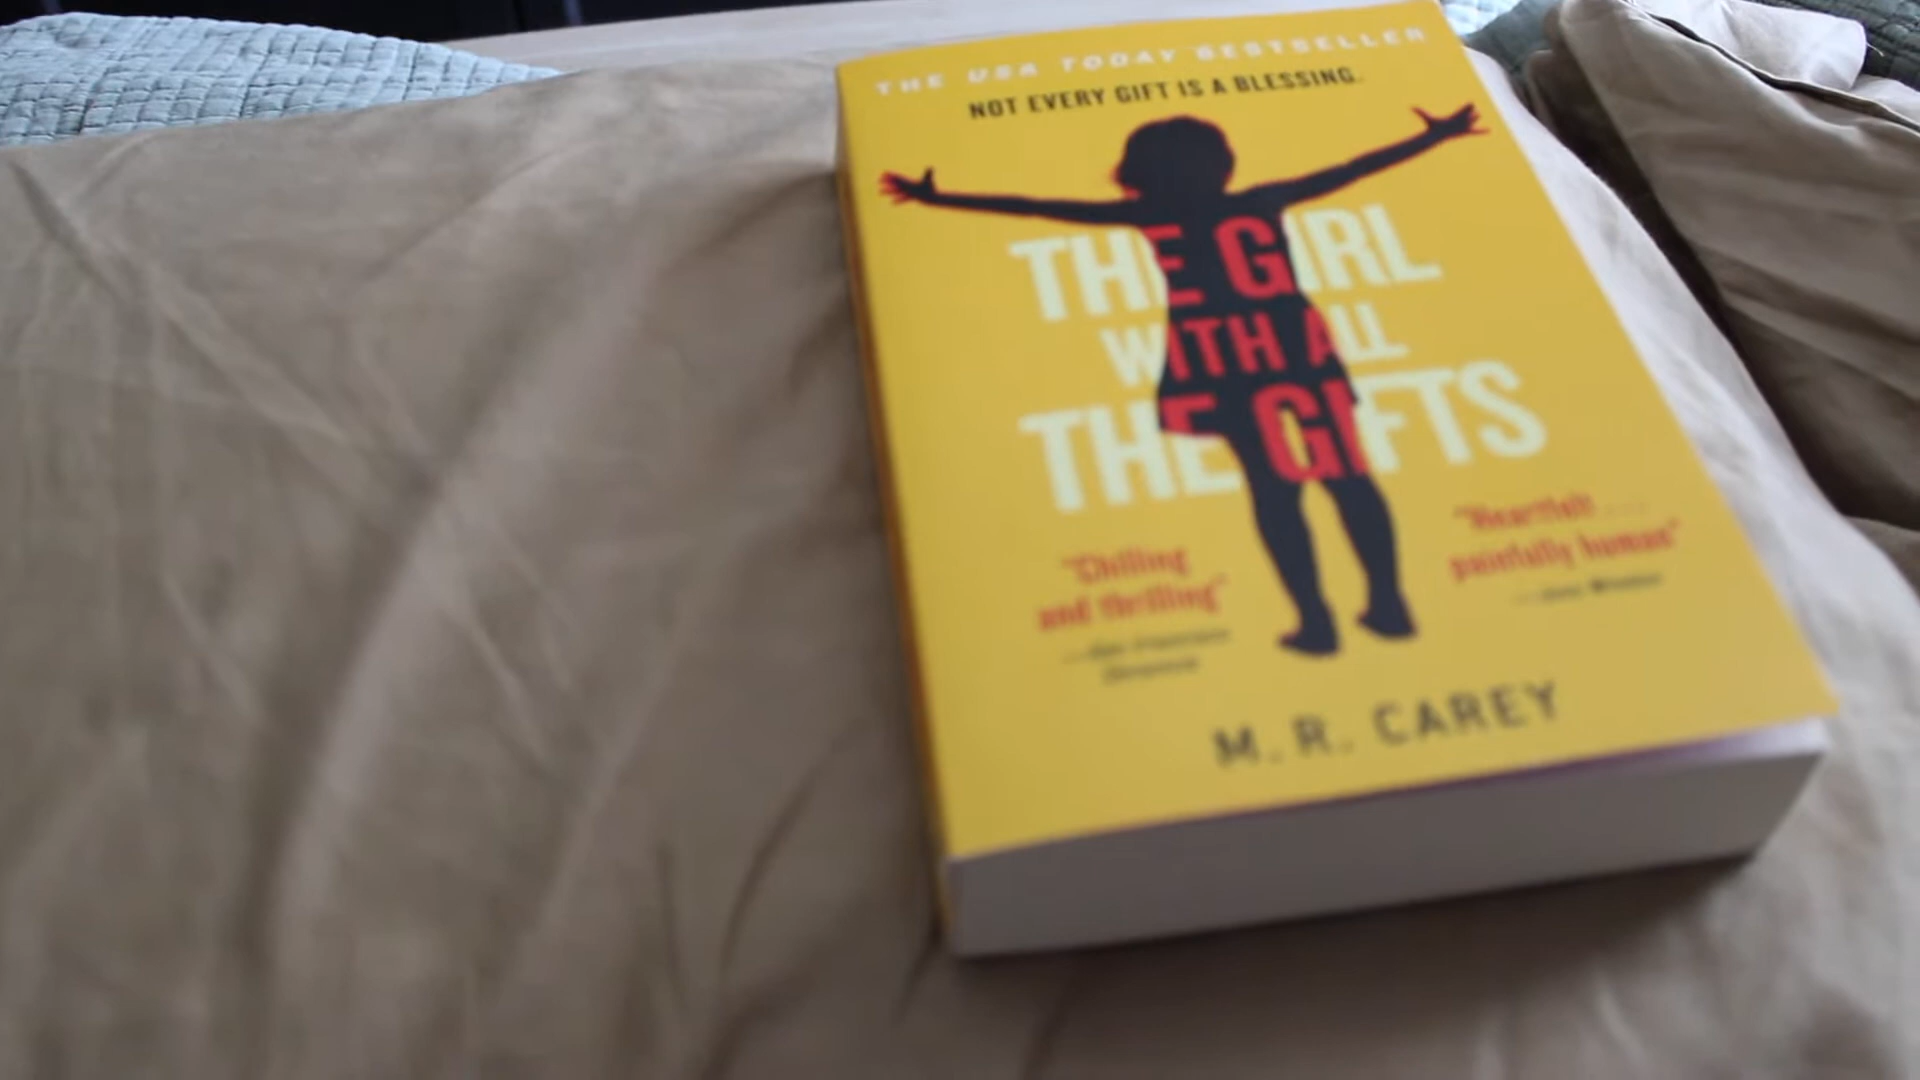 THE USA TODAY BESTSELLER
NOT EVERY GIFT IS A BLESSING.
THE GIRL
WITH ALL
THE GIFTS
"Chilling
and thrilling"
"Heartfelt . . .
painfully human"
M. R. CAREY